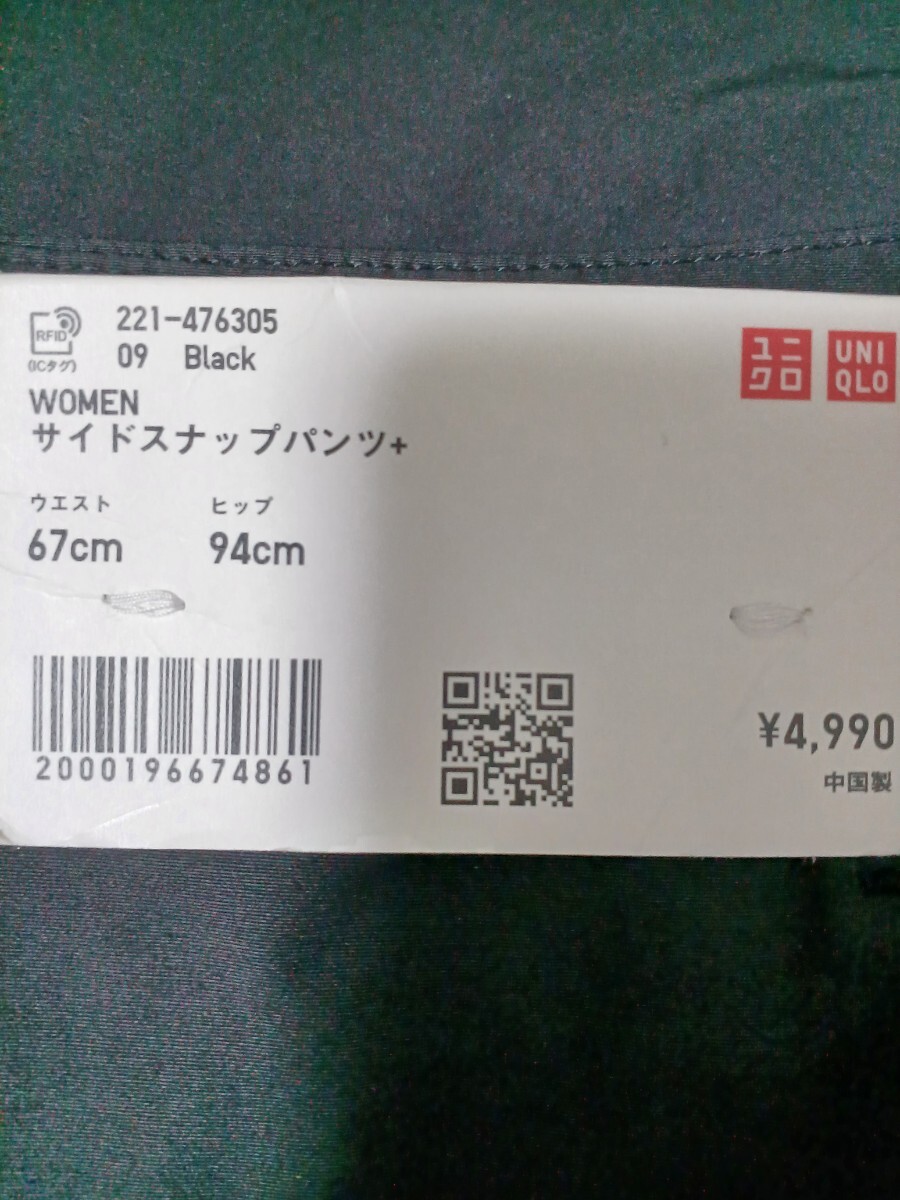 RFID
(ICタグ)
221-476305
09 Black
WOMEN
サイドスナップパンツ+
ユニ
クロ
UNI
QLO
ウエスト ヒップ
67cm 94cm
2000196674861
¥4,990
中国製